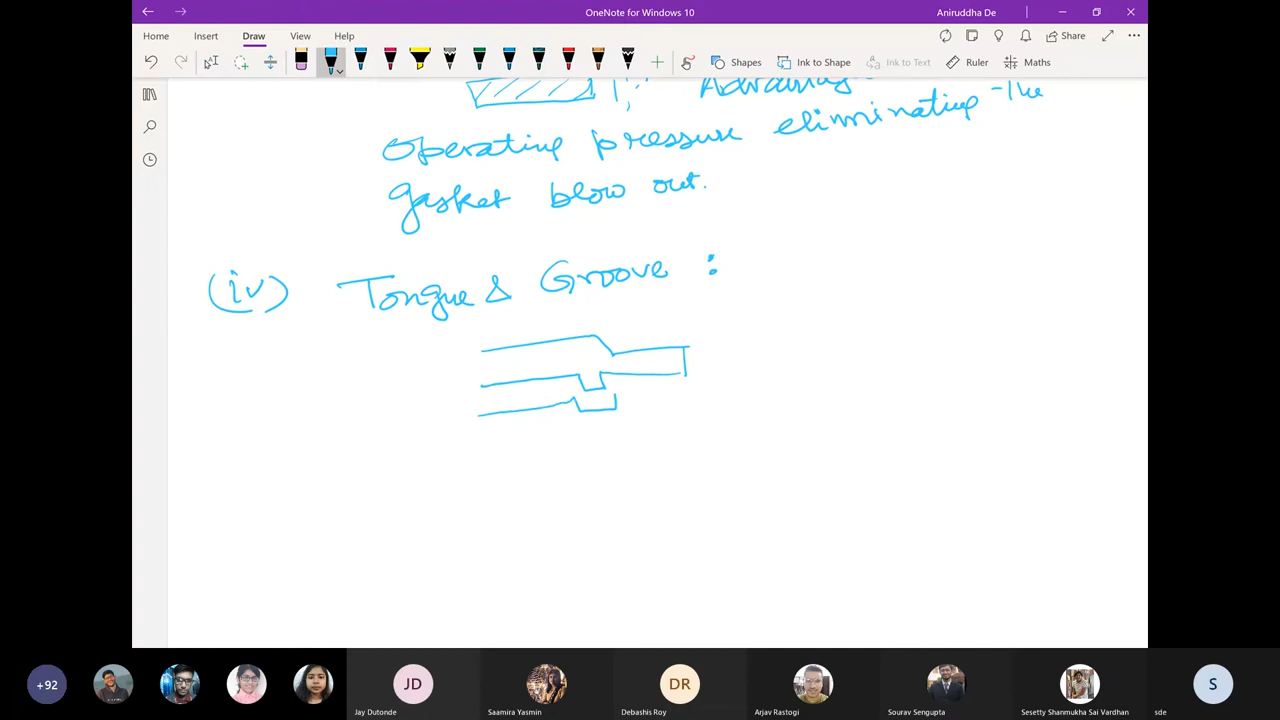 OneNote for Windows 10
Aniruddha De
Home Insert Draw View Help
Share
Shapes Ink to Shape Ink to Text Ruler Maths
Operating pressure eliminating the
gasket blow out.
(iv) Tongue & Groove :
+92
JD
DR
S
Jay Dutonde Saamira Yasmin Debashis Roy Arjav Rastogi Sourav Sengupta Sesetty Shanmukha Sai Vardhan sde